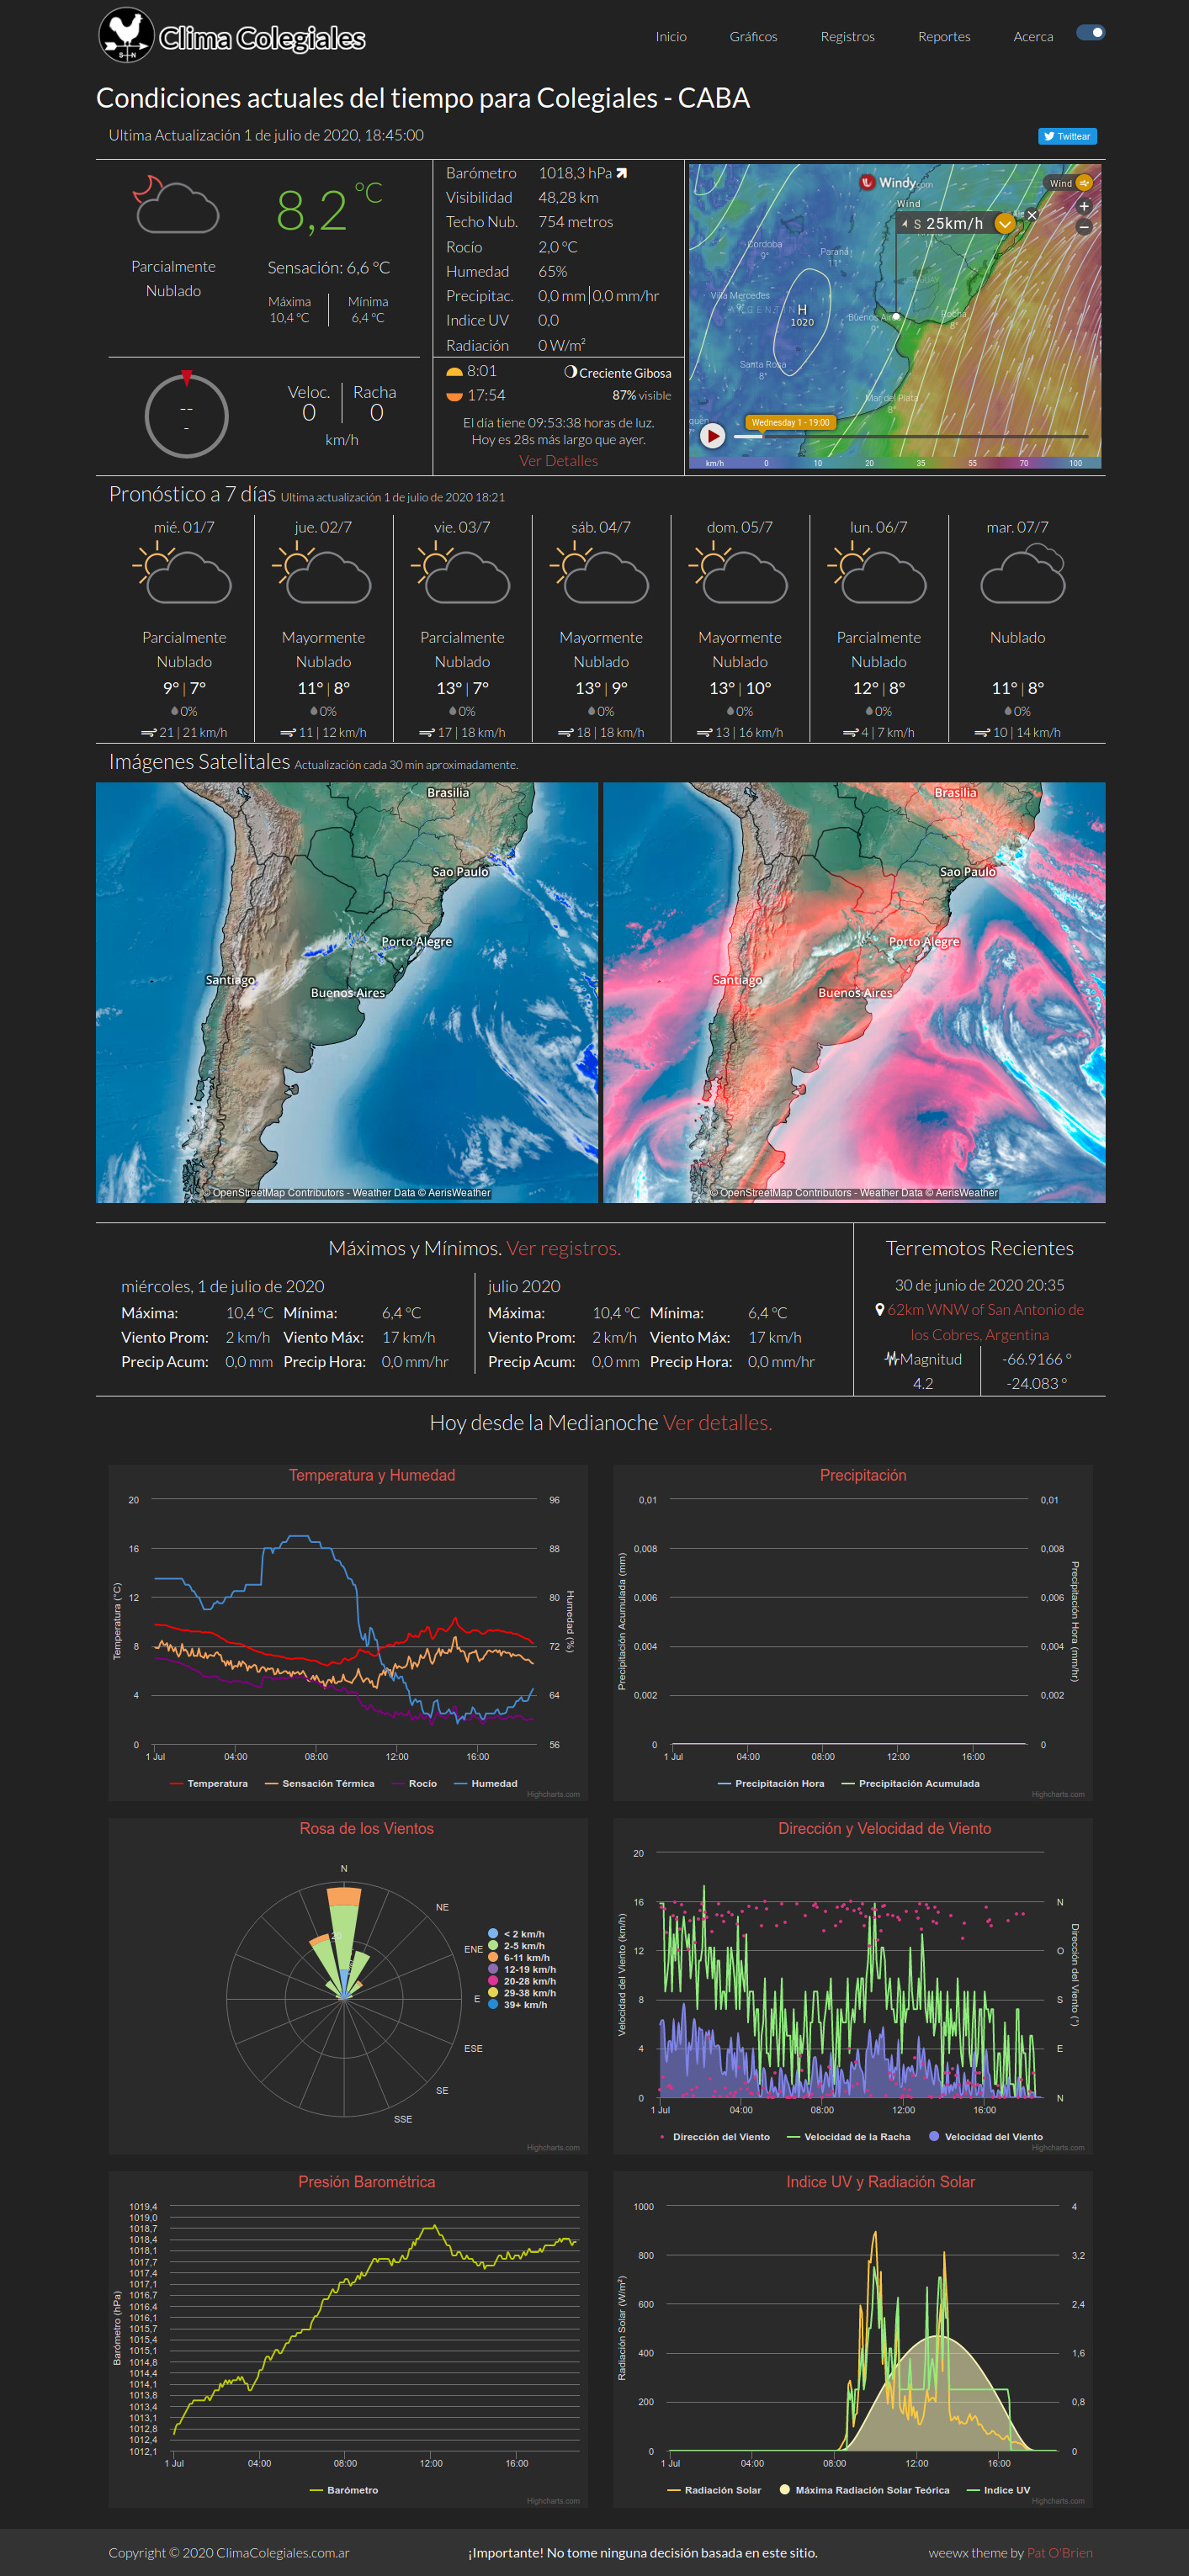 Clima Colegiales
S N
Inicio Gráficos Registros Reportes Acerca
Condiciones actuales del tiempo para Colegiales - CABA
Ultima Actualización 1 de julio de 2020, 18:45:00
Twittear
Parcialmente
Nublado
8,2 °C
Sensación: 6,6 °C
Máxima Mínima
10,4 °C 6,4 °C
--
-
Veloc. Racha
0 0
km/h
Barómetro 1018,3 hPa
Visibilidad 48,28 km
Techo Nub. 754 metros
Rocío 2,0 °C
Humedad 65%
Precipitac. 0,0 mm 0,0 mm/hr
Indice UV 0,0
Radiación 0 W/m²
8:01 Creciente Gibosa
17:54 87% visible
El día tiene 09:53:38 horas de luz.
Hoy es 28s más largo que ayer.
Ver Detalles
Windy.com
Wind
Wind
S 25km/h
+
−
Cordoba
9°
Paraná
11°
11°
Villa Mercedes
9°
ARGENTINA
H
1020
Buenos Aires
9°
Rocha
8°
Santa Rosa
8°
Mar del Plata
8°
Wednesday 1 - 19:00
km/h 0 10 20 35 55 70 100
Pronóstico a 7 días Ultima actualización 1 de julio de 2020 18:21
mié. 01/7 jue. 02/7 vie. 03/7 sáb. 04/7 dom. 05/7 lun. 06/7 mar. 07/7
Parcialmente Mayormente Parcialmente Mayormente Mayormente Parcialmente Nublado
Nublado Nublado Nublado Nublado Nublado Nublado
9° | 7° 11° | 8° 13° | 7° 13° | 9° 13° | 10° 12° | 8° 11° | 8°
0% 0% 0% 0% 0% 0% 0%
21 | 21 km/h 11 | 12 km/h 17 | 18 km/h 18 | 18 km/h 13 | 16 km/h 4 | 7 km/h 10 | 14 km/h
Imágenes Satelitales Actualización cada 30 min aproximadamente.
Brasilia
Sao Paulo
Porto Alegre
Santiago
Buenos Aires
© OpenStreetMap Contributors - Weather Data © AerisWeather
Brasilia
Sao Paulo
Porto Alegre
Santiago
Buenos Aires
© OpenStreetMap Contributors - Weather Data © AerisWeather
Máximos y Mínimos. Ver registros.
miércoles, 1 de julio de 2020
Máxima: 10,4 °C Mínima: 6,4 °C
Viento Prom: 2 km/h Viento Máx: 17 km/h
Precip Acum: 0,0 mm Precip Hora: 0,0 mm/hr
julio 2020
Máxima: 10,4 °C Mínima: 6,4 °C
Viento Prom: 2 km/h Viento Máx: 17 km/h
Precip Acum: 0,0 mm Precip Hora: 0,0 mm/hr
Terremotos Recientes
30 de junio de 2020 20:35
62km WNW of San Antonio de
los Cobres, Argentina
Magnitud -66.9166 °
4.2 -24.083 °
Hoy desde la Medianoche Ver detalles.
Temperatura y Humedad
Temperatura (°C)
20
16
12
8
4
0
Humedad (%)
96
88
80
72
64
56
1 Jul 04:00 08:00 12:00 16:00
Temperatura Sensación Térmica Rocío Humedad
Highcharts.com
Precipitación
Precipitación Acumulada (mm)
0,01
0,008
0,006
0,004
0,002
0
Precipitación Hora (mm/hr)
0,01
0,008
0,006
0,004
0,002
0
1 Jul 04:00 08:00 12:00 16:00
Precipitación Hora Precipitación Acumulada
Highcharts.com
Rosa de los Vientos
N
NE
ENE
E
ESE
SE
SSE
20
< 2 km/h
2-5 km/h
6-11 km/h
12-19 km/h
20-28 km/h
29-38 km/h
39+ km/h
Highcharts.com
Dirección y Velocidad de Viento
Velocidad del Viento (km/h)
20
16
12
8
4
0
Dirección del Viento (°)
N
O
S
E
N
1 Jul 04:00 08:00 12:00 16:00
Dirección del Viento Velocidad de la Racha Velocidad del Viento
Highcharts.com
Presión Barométrica
Barómetro (hPa)
1019,4
1019,0
1018,7
1018,4
1018,1
1017,7
1017,4
1017,1
1016,7
1016,4
1016,1
1015,7
1015,4
1015,1
1014,8
1014,4
1014,1
1013,8
1013,4
1013,1
1012,8
1012,4
1012,1
1 Jul 04:00 08:00 12:00 16:00
Barómetro
Highcharts.com
Indice UV y Radiación Solar
Radiación Solar (W/m²)
1000
800
600
400
200
0
4
3,2
2,4
1,6
0,8
0
1 Jul 04:00 08:00 12:00 16:00
Radiación Solar Máxima Radiación Solar Teórica Indice UV
Highcharts.com
Copyright © 2020 ClimaColegiales.com.ar ¡Importante! No tome ninguna decisión basada en este sitio. weewx theme by Pat O'Brien